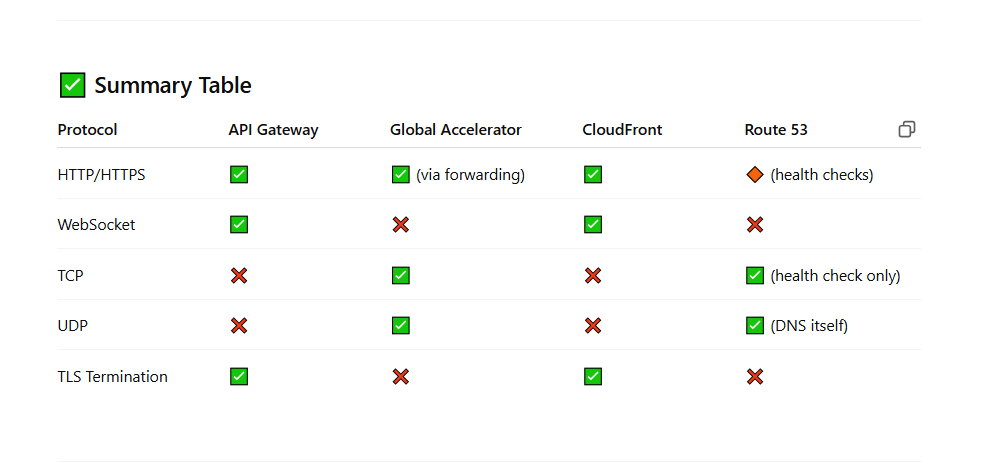 ✅ Summary Table
Protocol API Gateway Global Accelerator CloudFront Route 53
HTTP/HTTPS ✅ ✅ (via forwarding) ✅ 🔶 (health checks)
WebSocket ✅ ❌ ✅ ❌
TCP ❌ ✅ ❌ ✅ (health check only)
UDP ❌ ✅ ❌ ✅ (DNS itself)
TLS Termination ✅ ❌ ✅ ❌